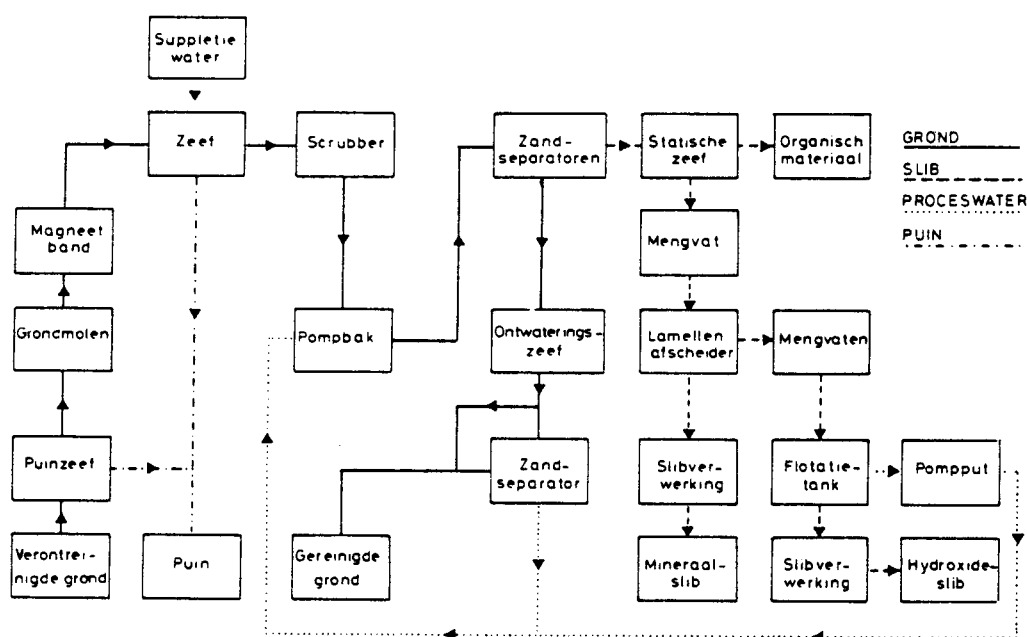 Suppletie
water
Zeef
Scrubber
Zand-
separatoren
Statische
zeef
Organisch
materiaal
GROND
SLIB
PROCESWATER
PUIN
Magneet
band
Mengvat
Grondmolen
Pompbak
Ontwaterings-
zeef
Lamellen
afscheider
Mengvaten
Puinzeef
Zand-
separator
Slibver-
werking
Flotatie-
tank
Pompput
Verontrei-
nigde grond
Puin
Gereinigde
grond
Mineraal-
slib
Slibver-
werking
Hydroxide-
slib